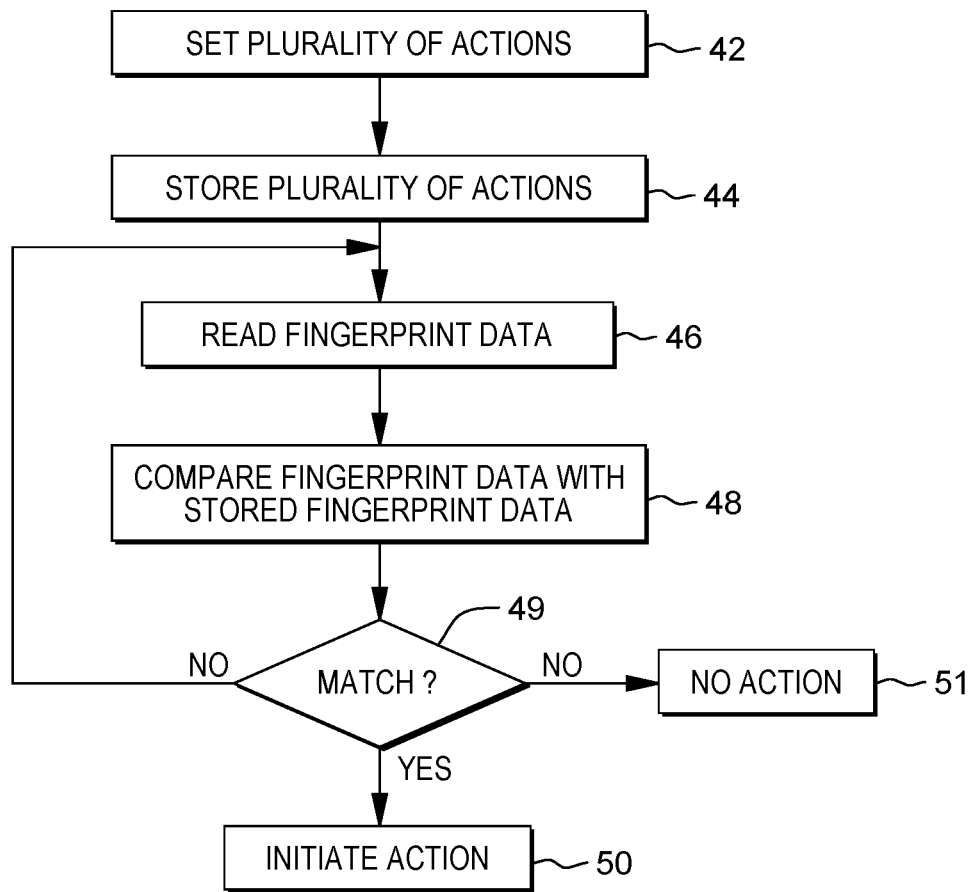 SET PLURALITY OF ACTIONS
42
STORE PLURALITY OF ACTIONS
44
READ FINGERPRINT DATA
46
COMPARE FINGERPRINT DATA WITH
STORED FINGERPRINT DATA
48
49
NO
MATCH ?
NO
NO ACTION
51
YES
INITIATE ACTION
50